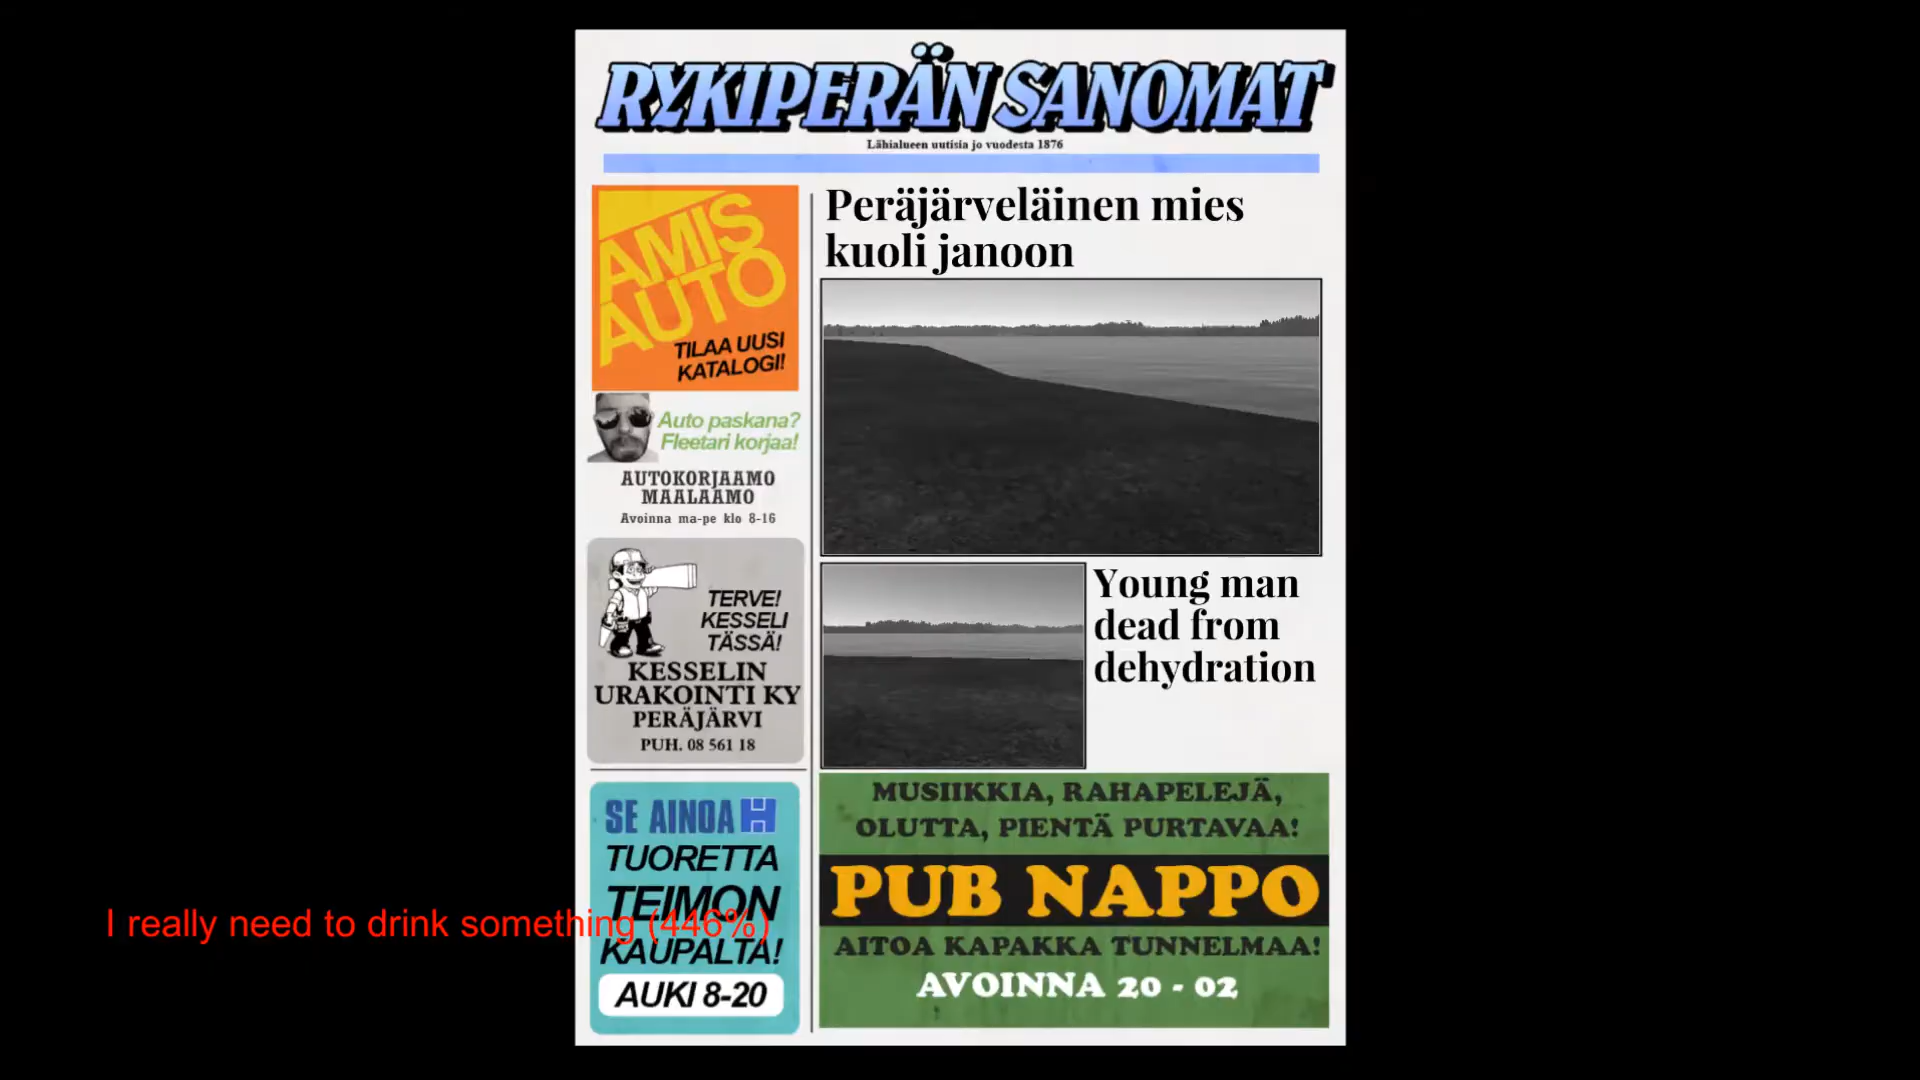 RYKIPERÄN SANOMAT
Lähialueen uutisia jo vuodesta 1876
AMIS
AUTO
TILAA UUSI
KATALOGI!
Auto paskana?
Fleetari korjaa!
AUTOKORJAAMO
MAALAAMO
Avoinna ma-pe klo 8-16
TERVE!
KESSELI
TÄSSÄ!
KESSELIN
URAKOINTI KY
PERÄJÄRVI
PUH. 08 561 18
SE AINOA H
TUORETTA
TEIMON
KAUPALTA!
AUKI 8-20
Peräjärveläinen mies
kuoli janoon
Young man
dead from
dehydration
MUSIIKKIA, RAHAPELEJÄ,
OLUTTA, PIENTÄ PURTAVAA!
PUB NAPPO
AITOA KAPAKKA TUNNELMAA!
AVOINNA 20 - 02
I really need to drink something (446%)